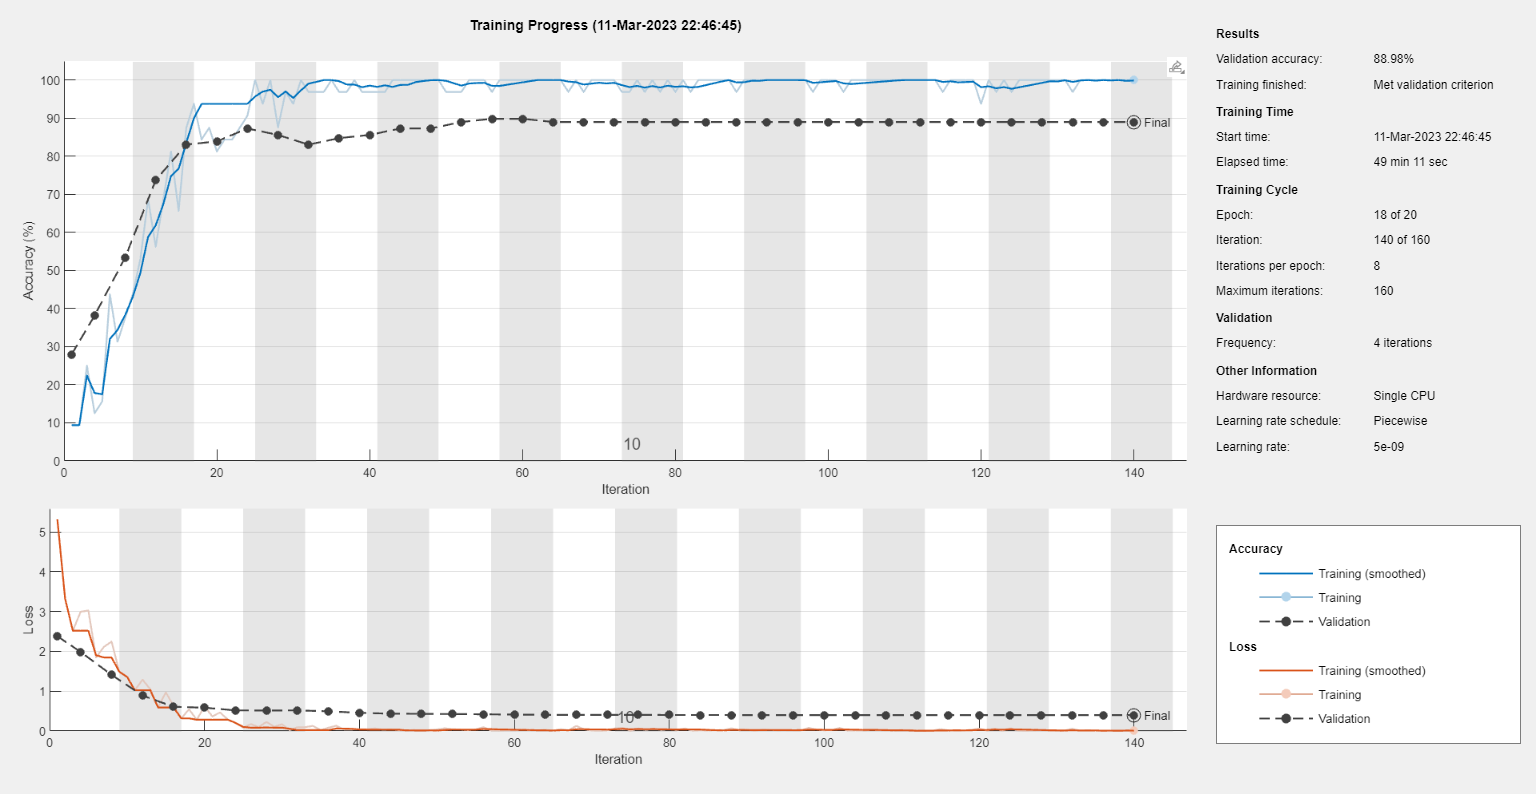 Training Progress (11-Mar-2023 22:46:45)
100
90
80
70
60
50
40
30
20
10
0
Accuracy (%)
Final
10
0 20 40 60 80 100 120 140
Iteration
5
4
3
2
1
0
Loss
Final
10
0 20 40 60 80 100 120 140
Iteration
Results
Validation accuracy: 88.98%
Training finished: Met validation criterion
Training Time
Start time: 11-Mar-2023 22:46:45
Elapsed time: 49 min 11 sec
Training Cycle
Epoch: 18 of 20
Iteration: 140 of 160
Iterations per epoch: 8
Maximum iterations: 160
Validation
Frequency: 4 iterations
Other Information
Hardware resource: Single CPU
Learning rate schedule: Piecewise
Learning rate: 5e-09
Accuracy
Training (smoothed)
Training
Validation
Loss
Training (smoothed)
Training
Validation